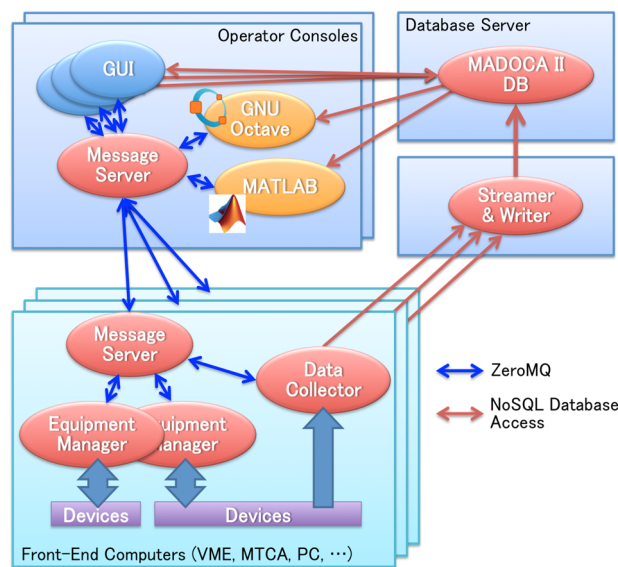 Operator Consoles
Database Server
GUI
MADOCA II
DB
GNU
Octave
Message
Server
MATLAB
Streamer
& Writer
Message
Server
Data
Collector
ZeroMQ
NoSQL Database
Access
Equipment
Manager
quipment
anager
Devices
Devices
Front-End Computers (VME, MTCA, PC, …)